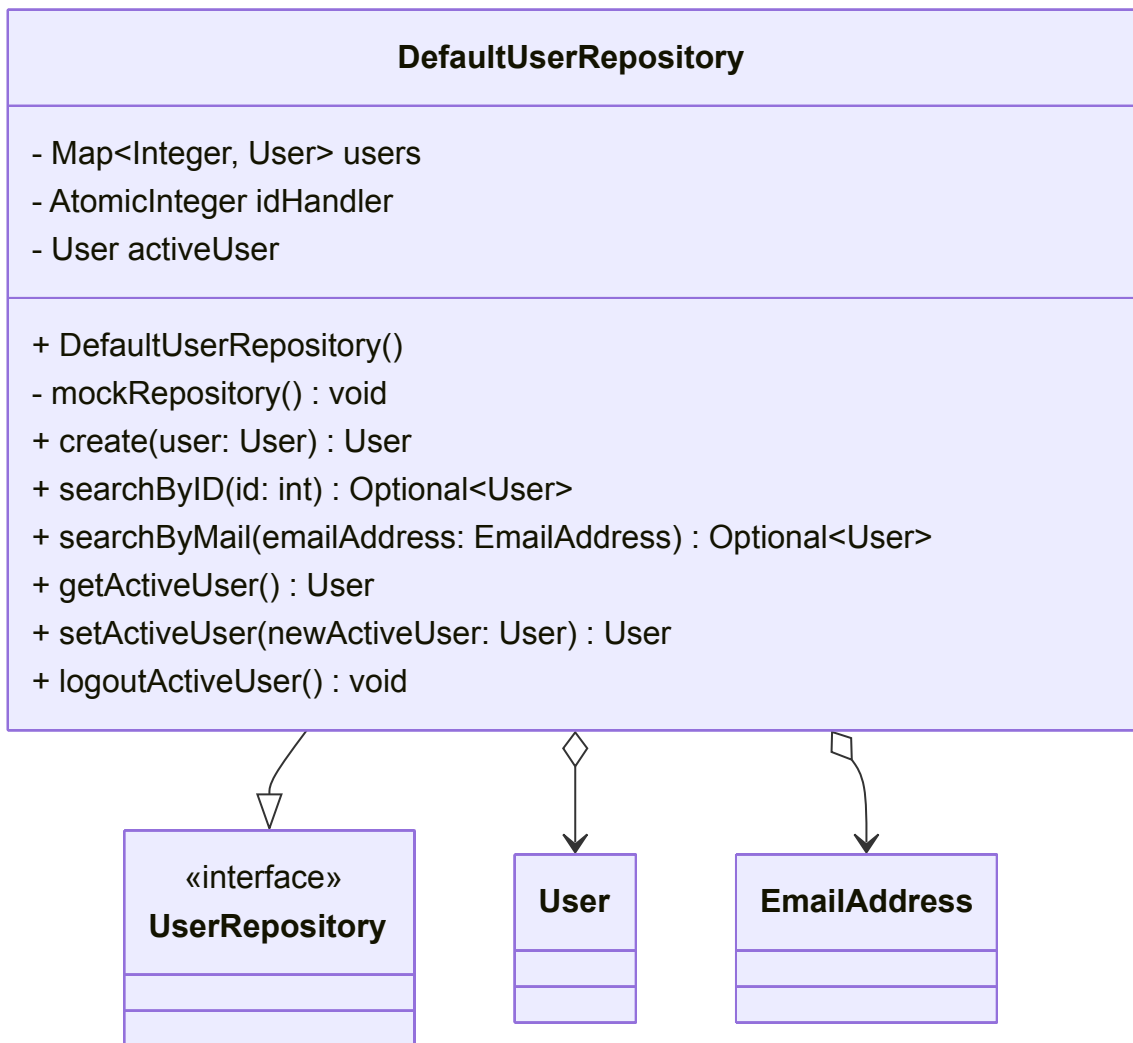 DefaultUserRepository
- Map<Integer, User> users
- AtomicInteger idHandler
- User activeUser
+ DefaultUserRepository()
- mockRepository() : void
+ create(user: User) : User
+ searchByID(id: int) : Optional<User>
+ searchByMail(emailAddress: EmailAddress) : Optional<User>
+ getActiveUser() : User
+ setActiveUser(newActiveUser: User) : User
+ logoutActiveUser() : void
«interface»
UserRepository
User
EmailAddress